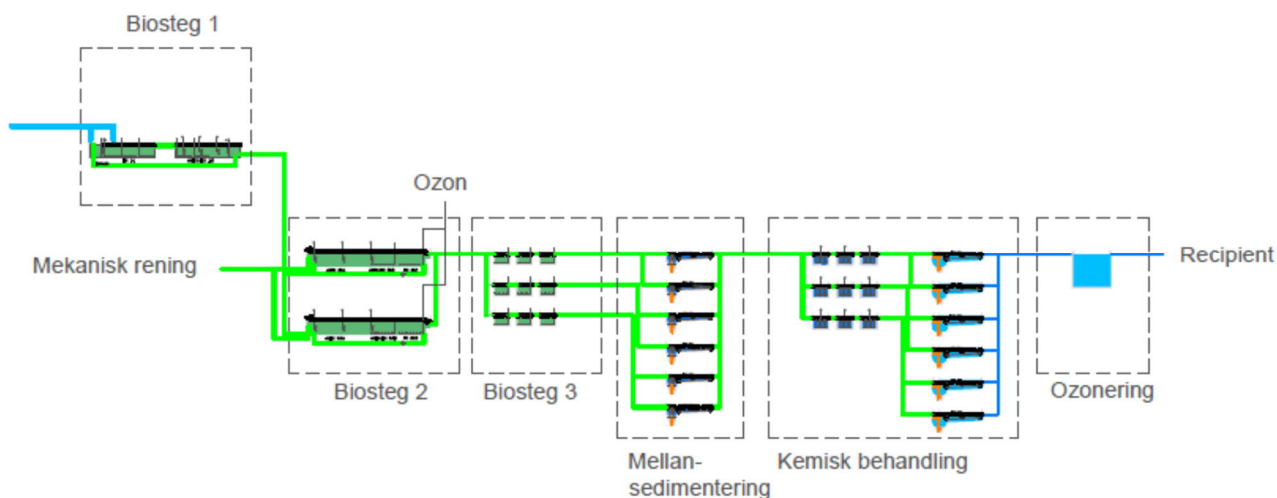 Biosteg 1
Ozon
Mekanisk rening
Recipient
Biosteg 2
Biosteg 3
Ozonering
Mellan-
sedimentering
Kemisk behandling